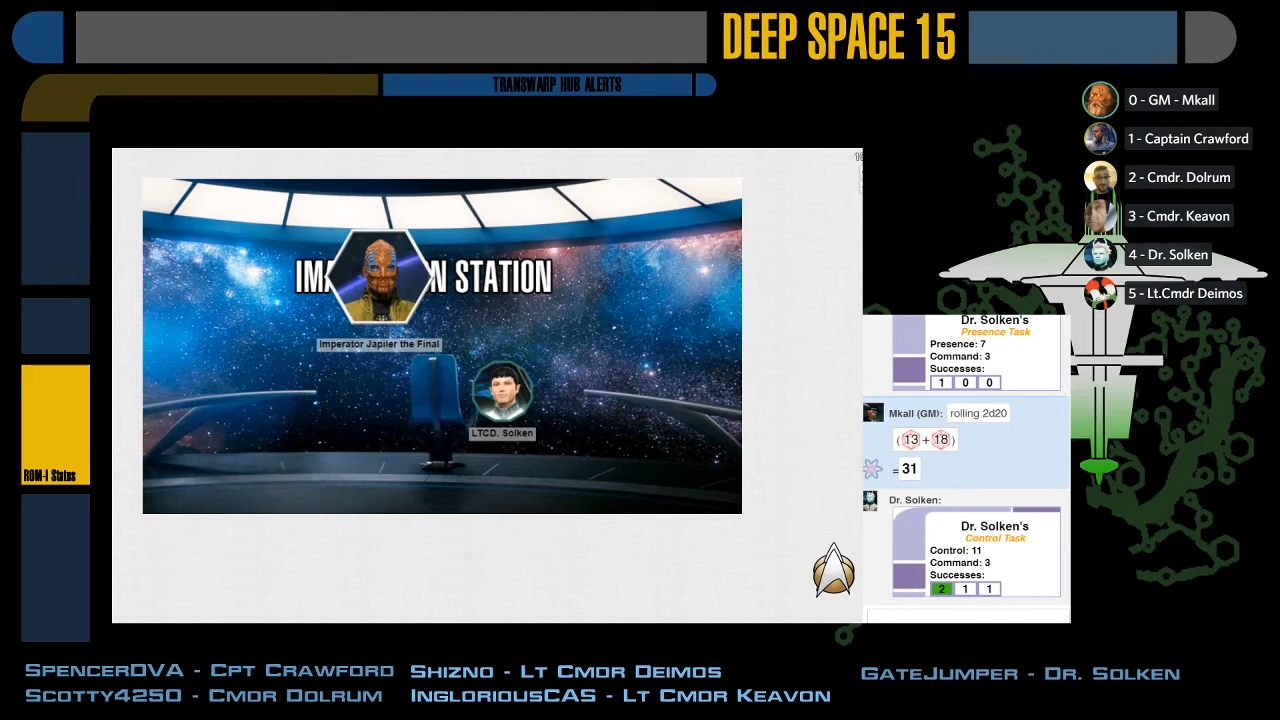 DEEP SPACE 15
TRANSWARP HUB ALERTS
0 - GM - Mkall
1 - Captain Crawford
2 - Cmdr. Dolrum
3 - Cmdr. Keavon
4 - Dr. Solken
5 - Lt.Cmdr Deimos
N STATION
Imperator Japiler the Final
LTCD. Solken
Dr. Solken's
Presence Task
Presence: 7
Command: 3
Successes:
1 0 0
Mkall (GM): rolling 2d20
(13+18)
=31
Dr. Solken:
Dr. Solken's
Control Task
Control: 11
Command: 3
Successes:
2 1 1
ROM-I Status
SpencerDVA - Cpt Crawford
Shizno - Lt Cmdr Deimos
GateJumper - Dr. Solken
Scotty4250 - Cmdr Dolrum
IngloriousCAS - Lt Cmdr Keavon